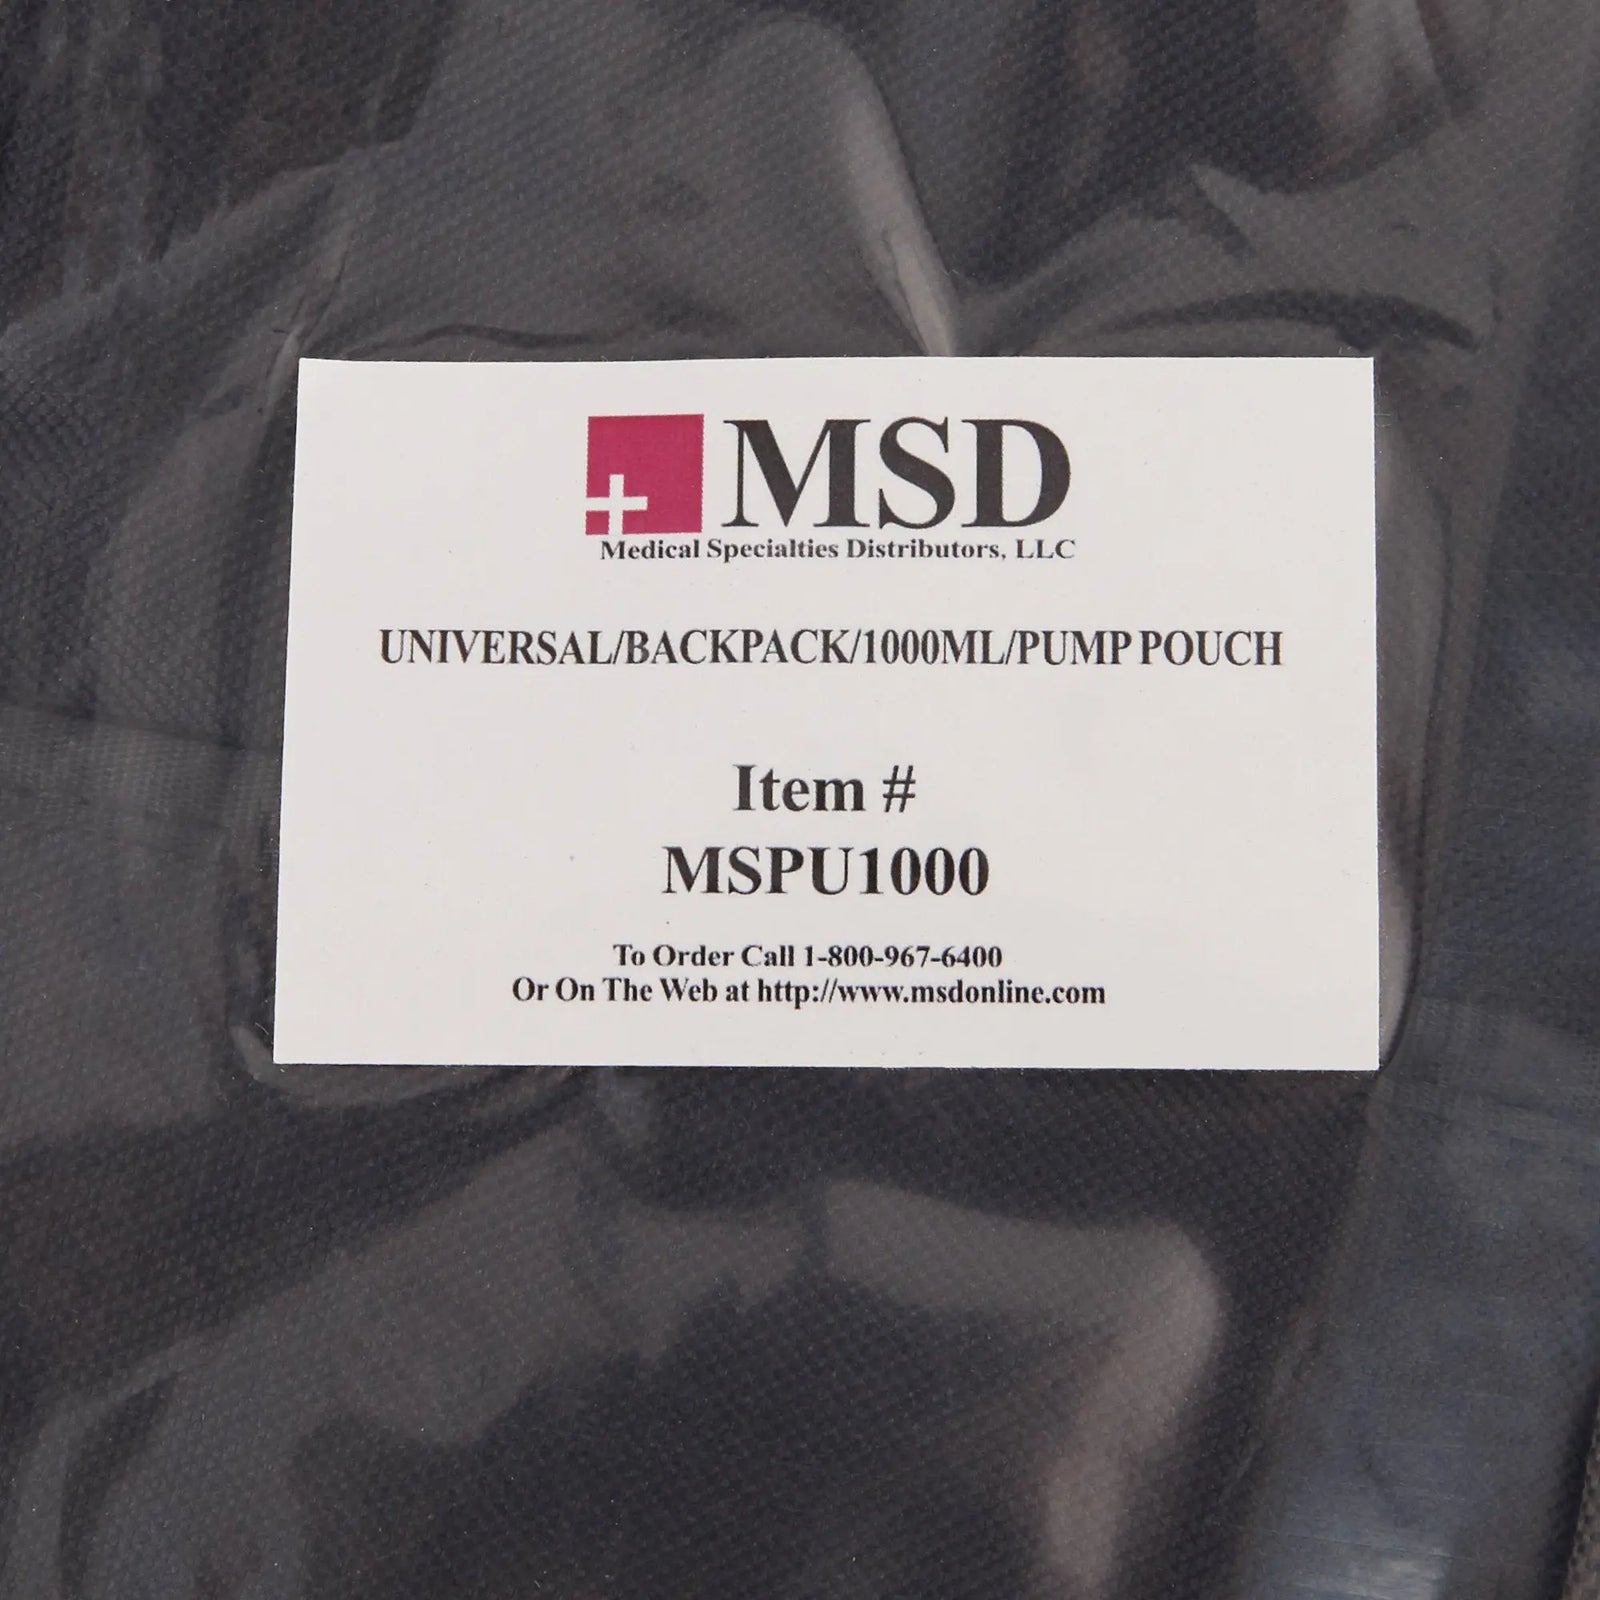 MSD
Medical Specialties Distributors, LLC
UNIVERSAL/BACKPACK/1000ML/PUMP POUCH
Item #
MSPU1000
To Order Call 1-800-967-6400
Or On The Web at http://www.msdonline.com